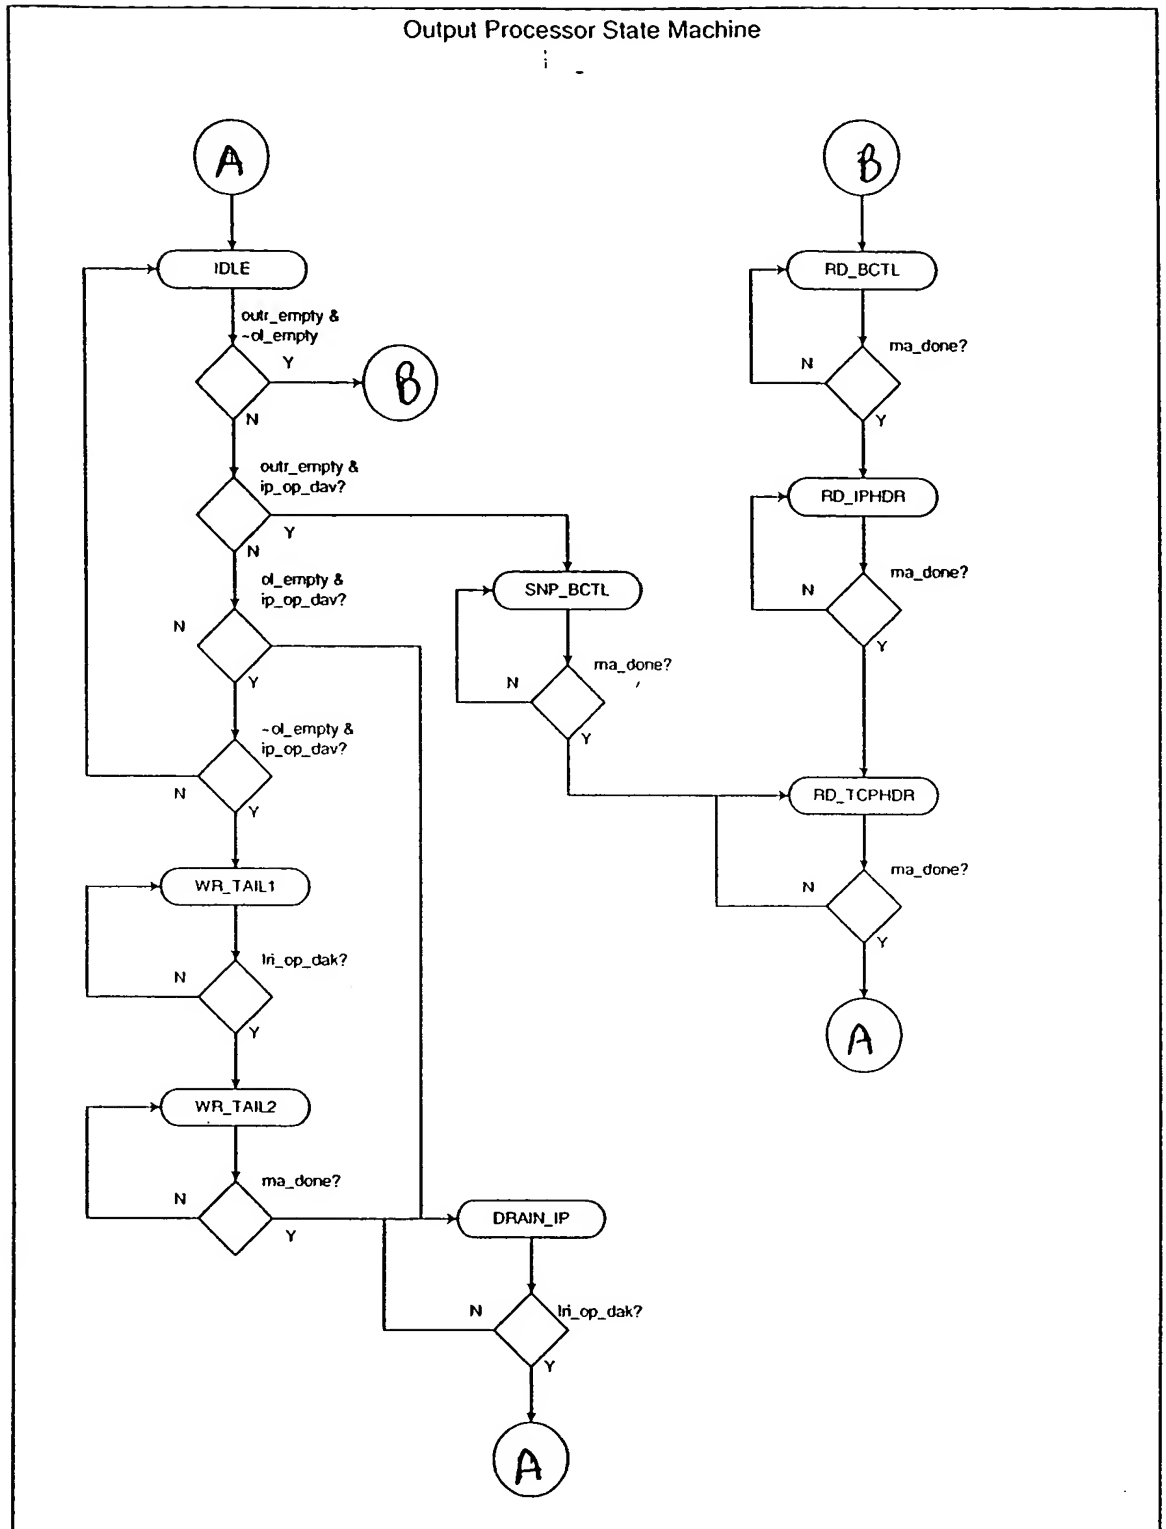 Output Processor State Machine
A
IDLE
outr_empty &
~ol_empty
Y
B
N
outr_empty &
ip_op_dav?
Y
N
ol_empty &
ip_op_dav?
N
Y
~ol_empty &
ip_op_dav?
N
Y
WR_TAIL1
lri_op_dak?
N
Y
WR_TAIL2
ma_done?
N
Y
SNP_BCTL
ma_done?
N
Y
DRAIN_IP
N
lri_op_dak?
Y
A
B
RD_BCTL
ma_done?
N
Y
RD_IPHDR
ma_done?
N
Y
RD_TCPHDR
ma_done?
N
Y
A